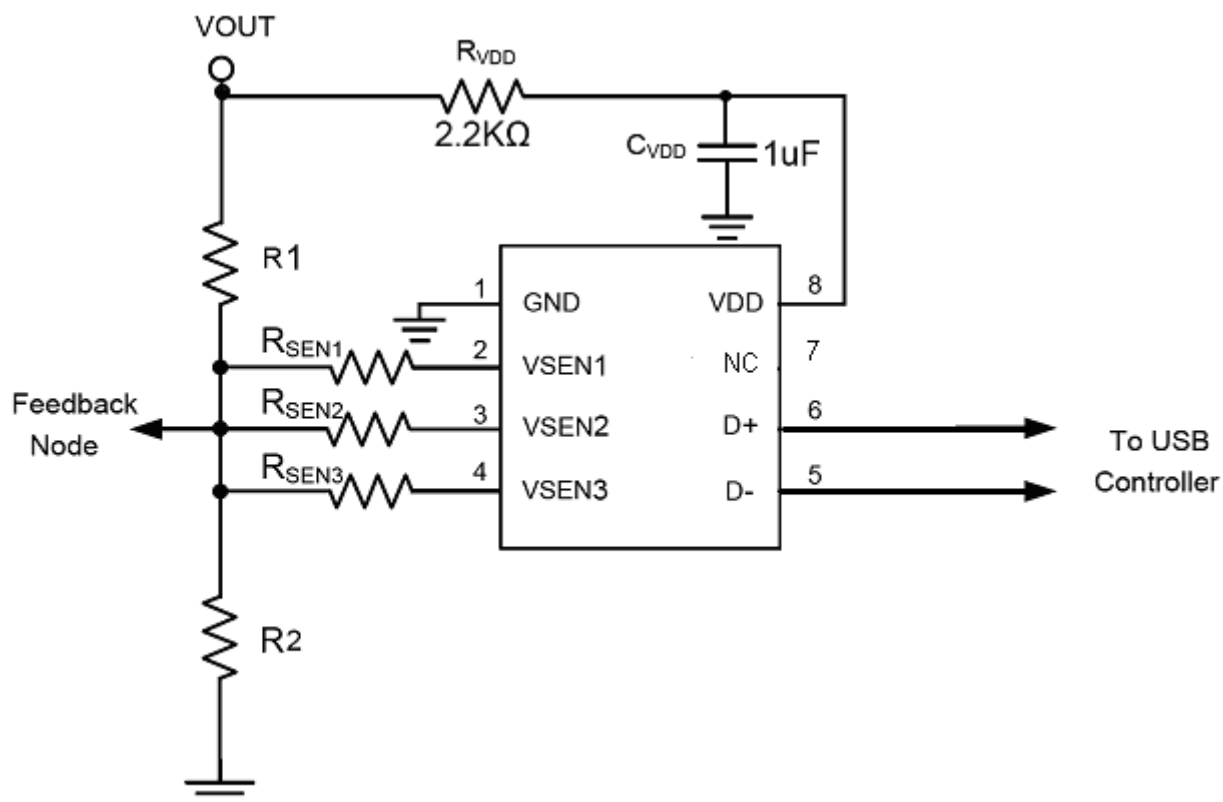 VOUT
RVDD
2.2KΩ
CVDD
1uF
R1
1
GND
VDD
8
RSEN1
2
VSEN1
NC
7
Feedback
Node
RSEN2
3
VSEN2
D+
6
To USB
Controller
RSEN3
4
VSEN3
D-
5
R2